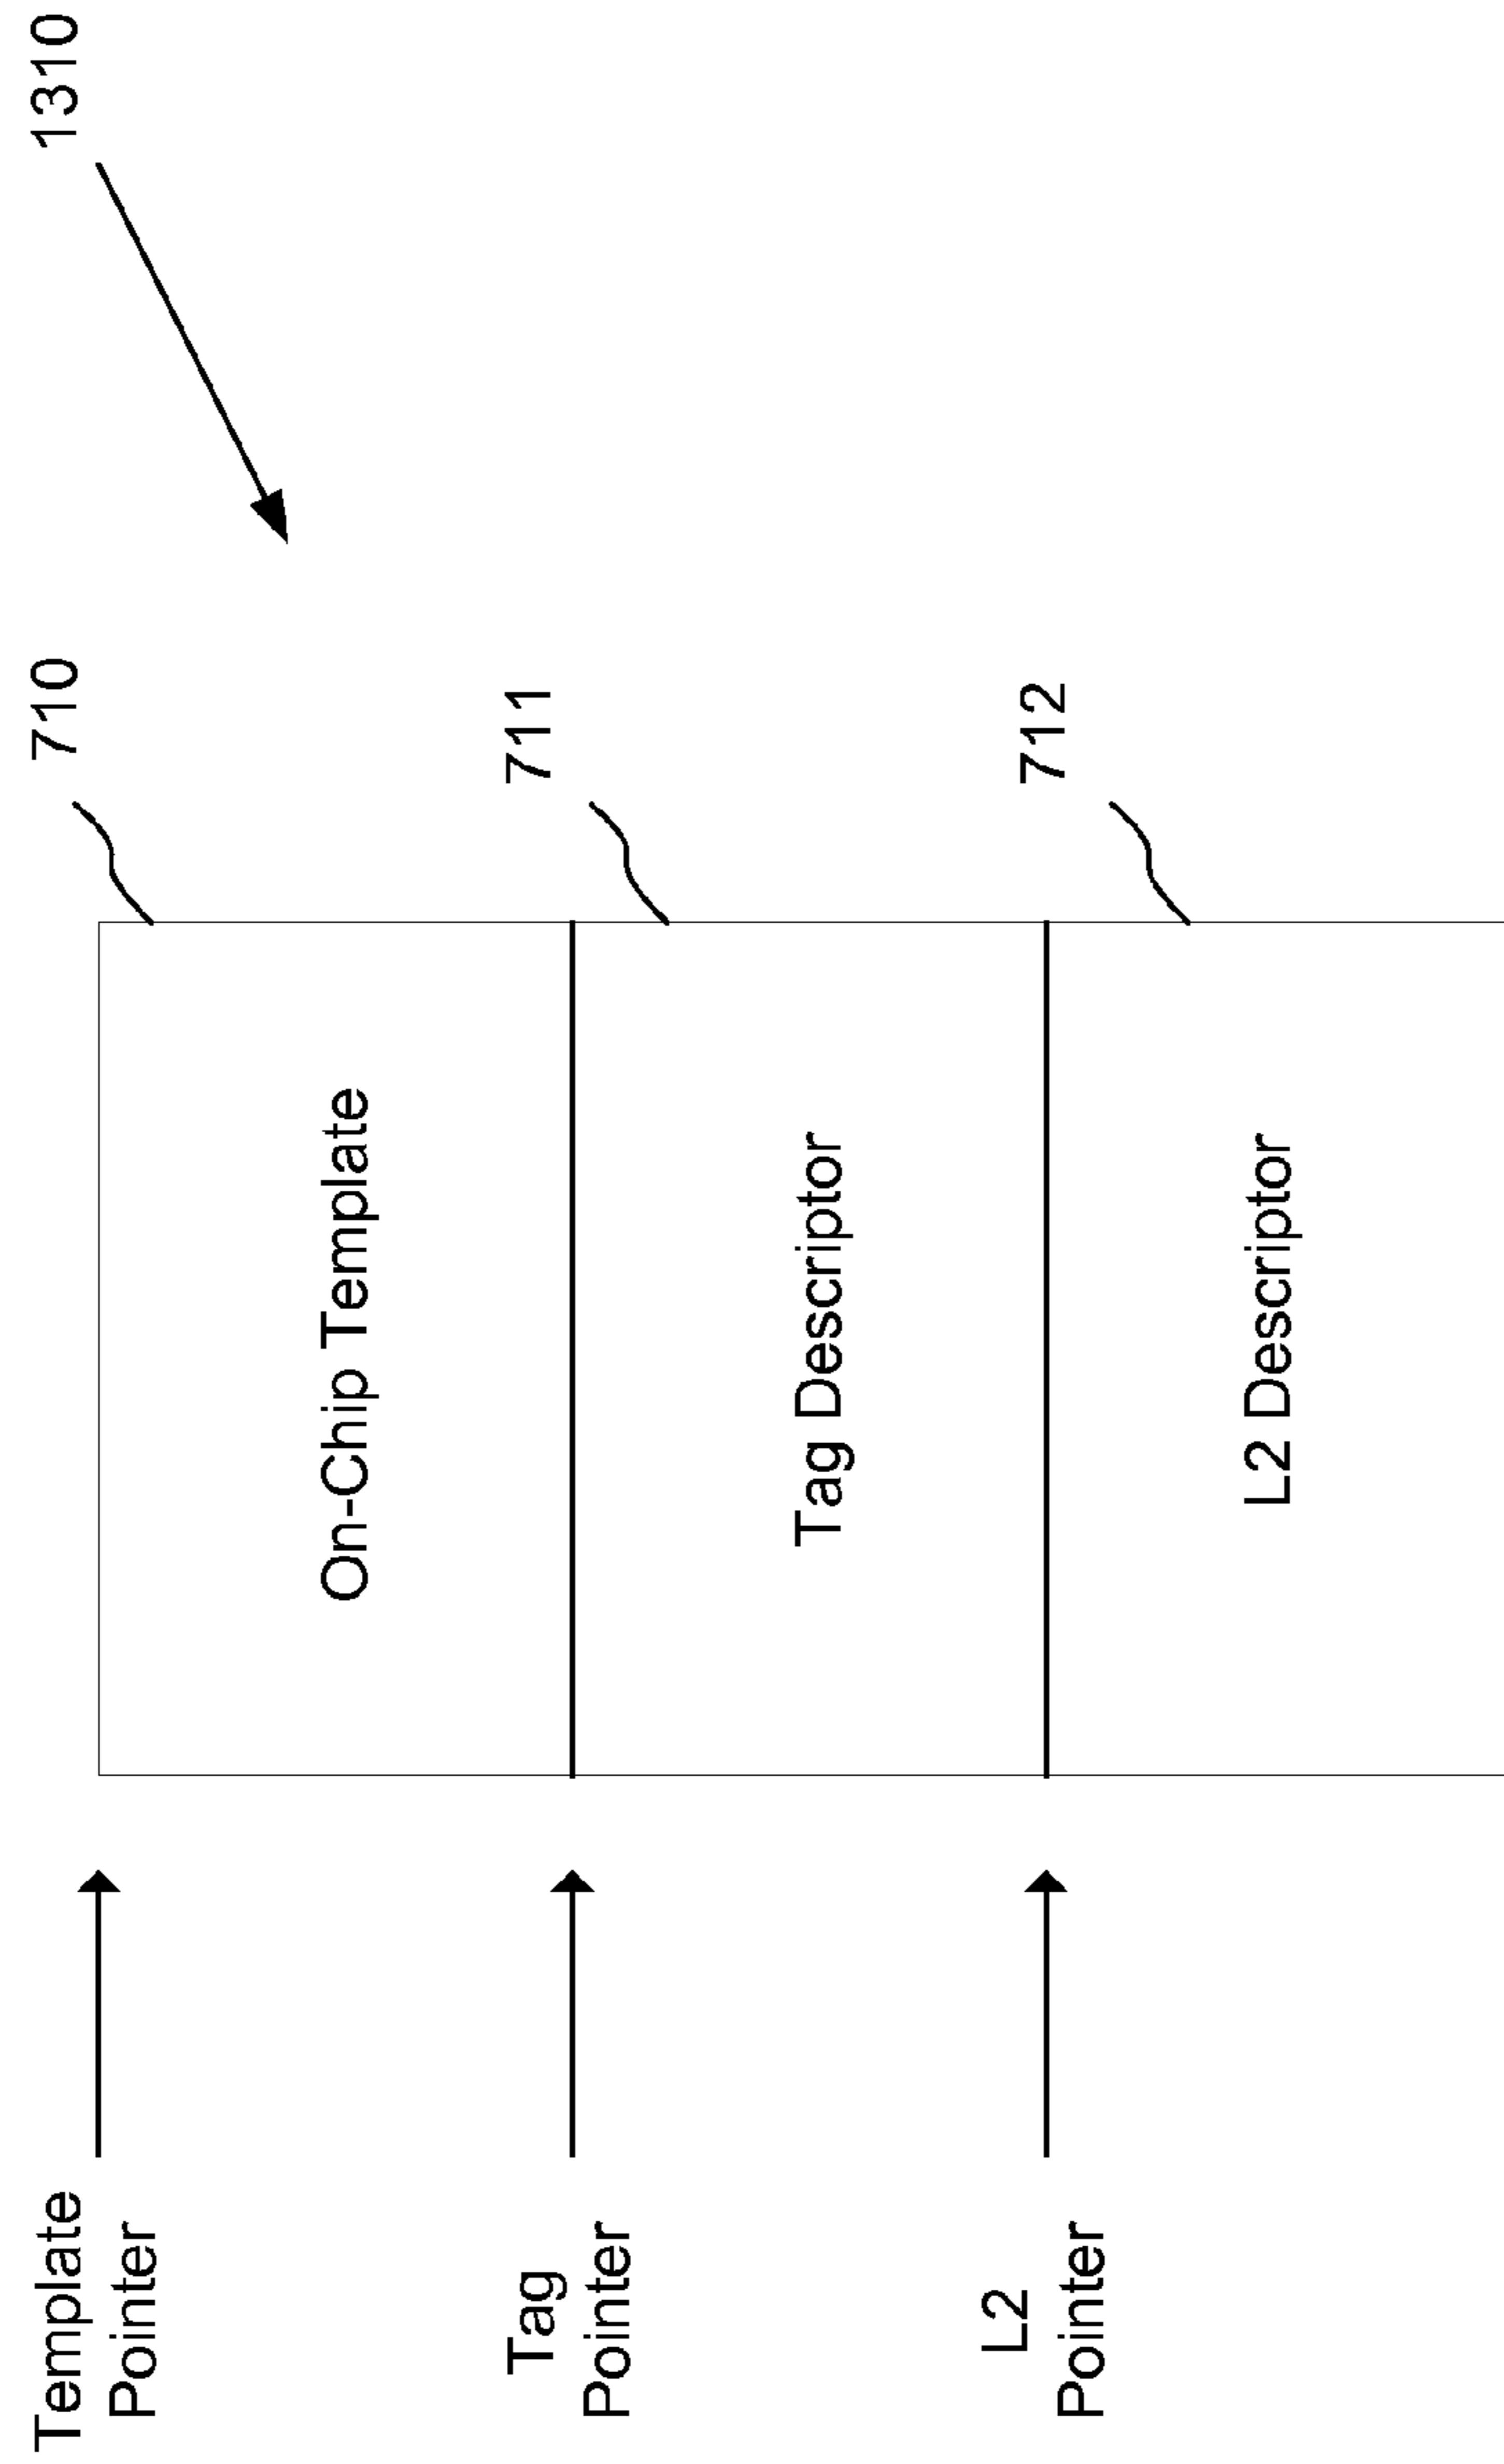 1310
710
Template
Pointer
On-Chip Template
711
Tag
Pointer
Tag Descriptor
712
L2
Pointer
L2 Descriptor